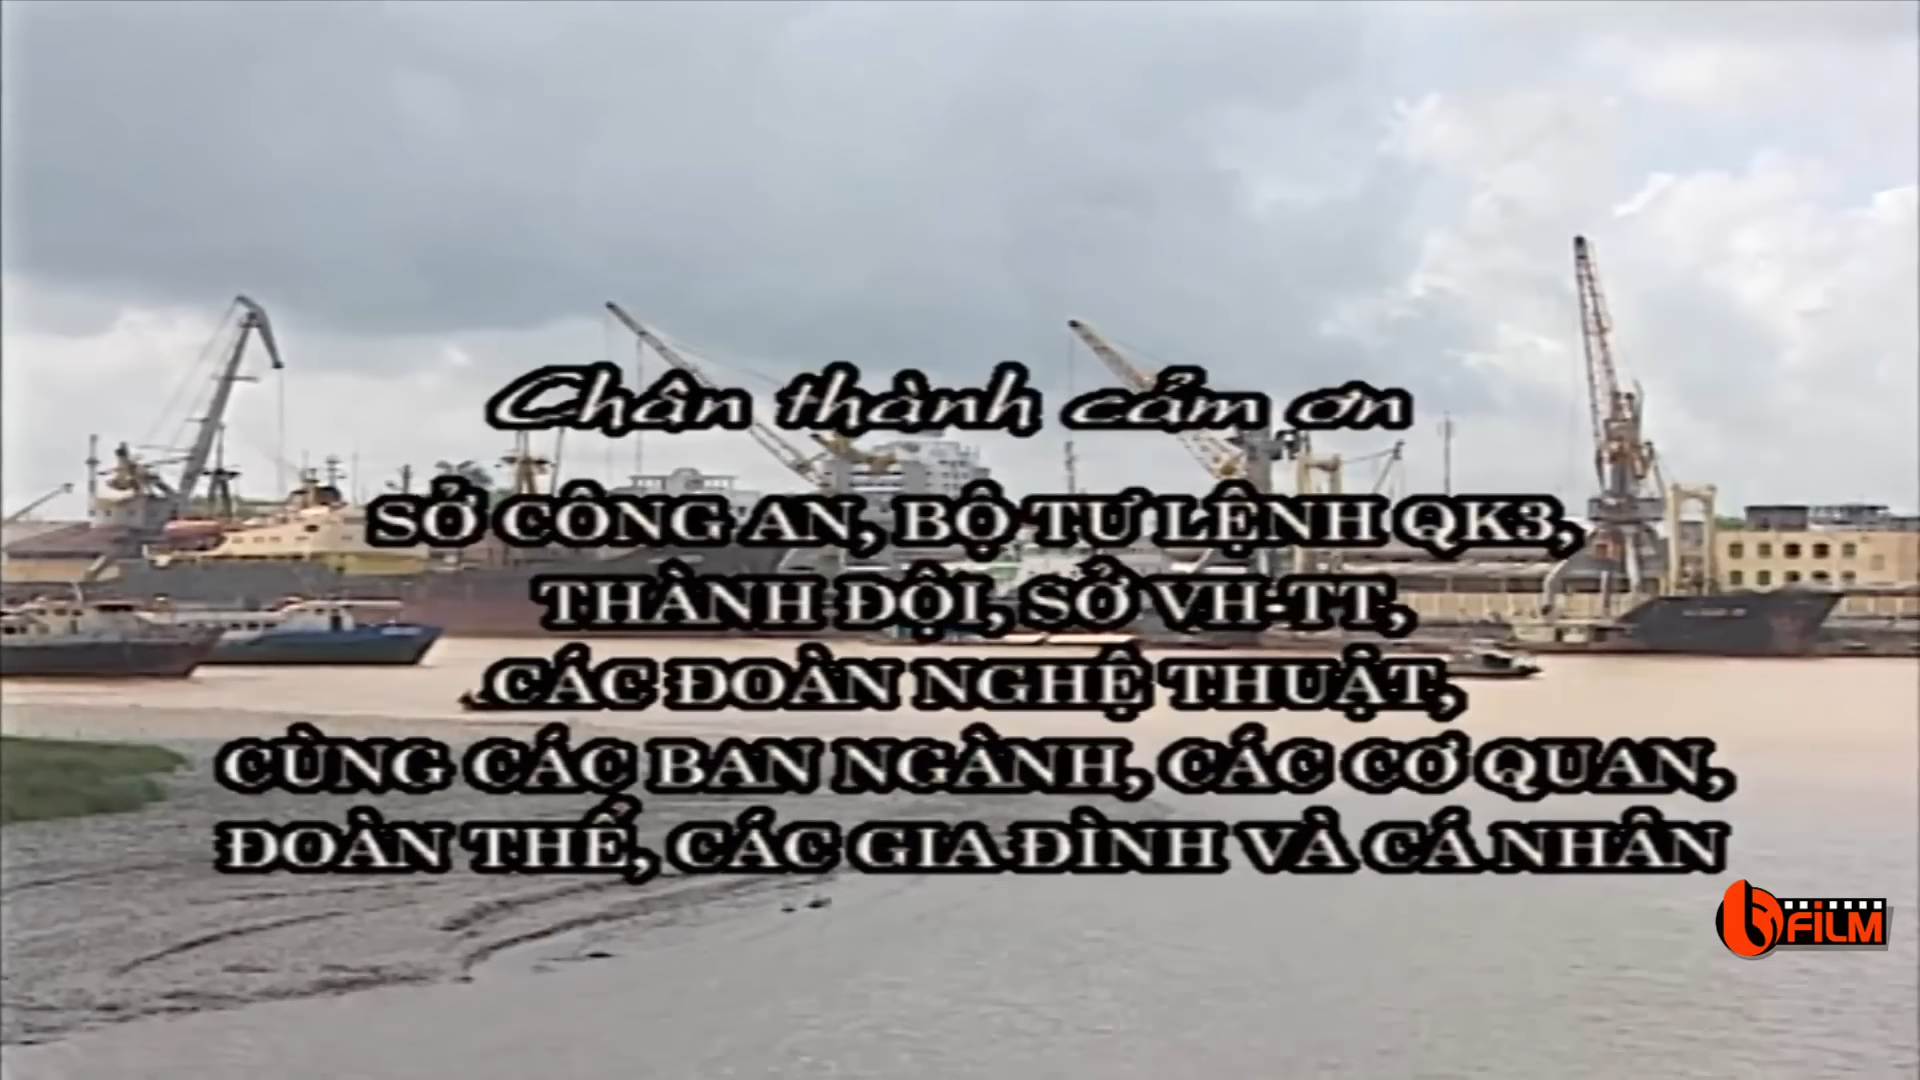 Chân thành cảm ơn
SỞ CÔNG AN, BỘ TƯ LỆNH QK3,
THÀNH ĐỘI, SỞ VH-TT,
CÁC ĐOÀN NGHỆ THUẬT,
CÙNG CÁC BAN NGÀNH, CÁC CƠ QUAN,
ĐOÀN THỂ, CÁC GIA ĐÌNH VÀ CÁ NHÂN
FILM